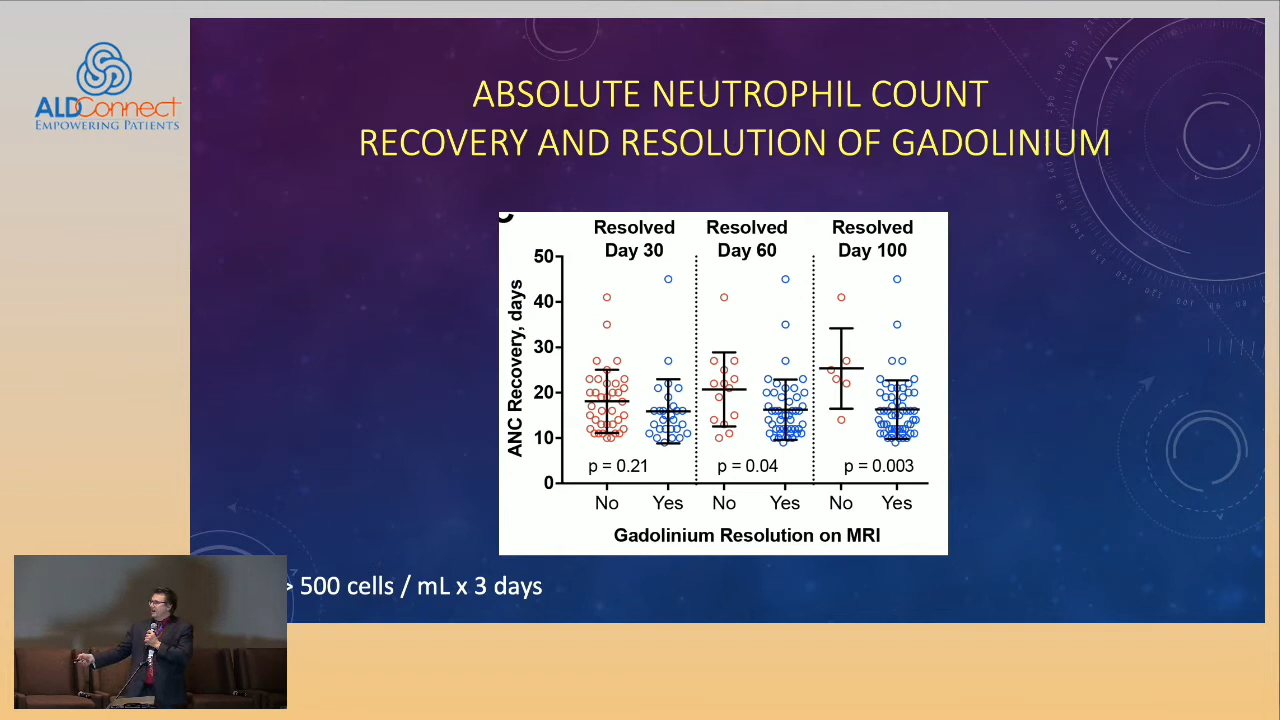 ALDConnect
EMPOWERING PATIENTS
ABSOLUTE NEUTROPHIL COUNT
RECOVERY AND RESOLUTION OF GADOLINIUM
Resolved Day 30
Resolved Day 60
Resolved Day 100
ANC Recovery, days
50
40
30
20
10
0
p = 0.21
p = 0.04
p = 0.003
No Yes No Yes No Yes
Gadolinium Resolution on MRI
> 500 cells / mL x 3 days